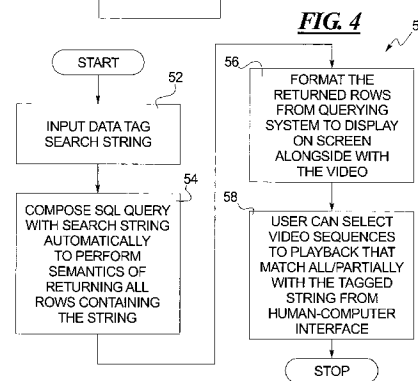 FIG. 4
5
START
52
INPUT DATA TAG
SEARCH STRING
54
COMPOSE SQL QUERY
WITH SEARCH STRING
AUTOMATICALLY
TO PERFORM
SEMANTICS OF
RETURNING ALL
ROWS CONTAINING
THE STRING
56
FORMAT THE
RETURNED ROWS
FROM QUERYING
SYSTEM TO DISPLAY
ON SCREEN
ALONGSIDE WITH
THE VIDEO
58
USER CAN SELECT
VIDEO SEQUENCES
TO PLAYBACK THAT
MATCH ALL/PARTIALLY
WITH THE TAGGED
STRING FROM
HUMAN-COMPUTER
INTERFACE
STOP